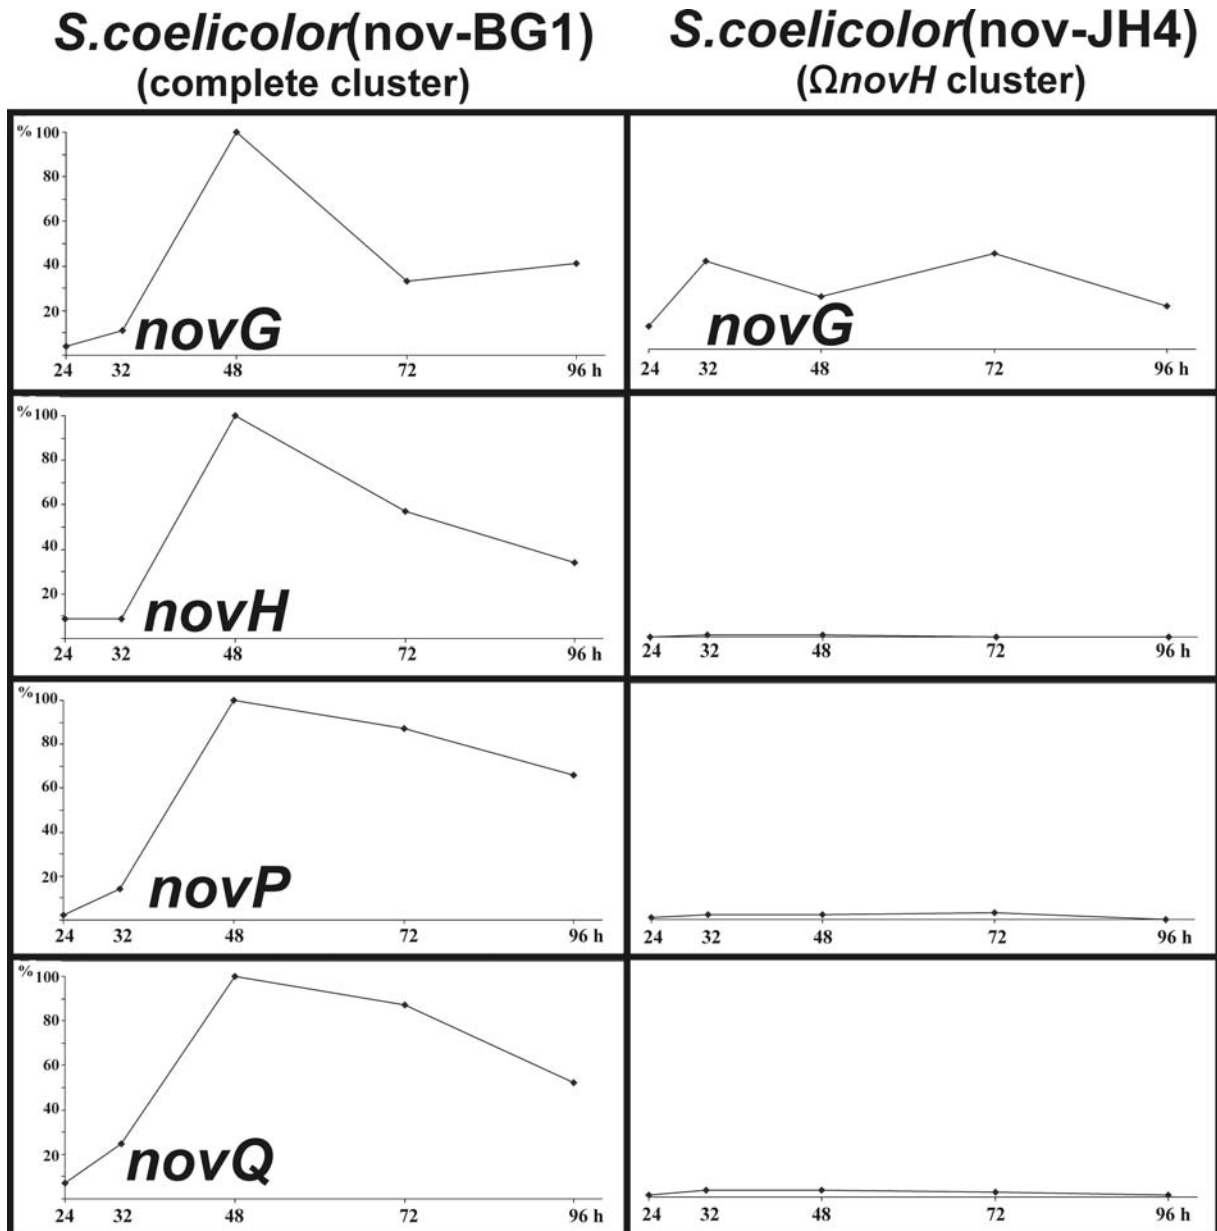 S.coelicolor(nov-BG1)
(complete cluster)
S.coelicolor(nov-JH4)
(ΩnovH cluster)
% 100
80
60
40
20
novG
24 32 48 72 96 h
novG
24 32 48 72 96 h
% 100
80
60
40
20
novH
24 32 48 72 96 h
24 32 48 72 96 h
% 100
80
60
40
20
novP
24 32 48 72 96 h
24 32 48 72 96 h
% 100
80
60
40
20
novQ
24 32 48 72 96 h
24 32 48 72 96 h